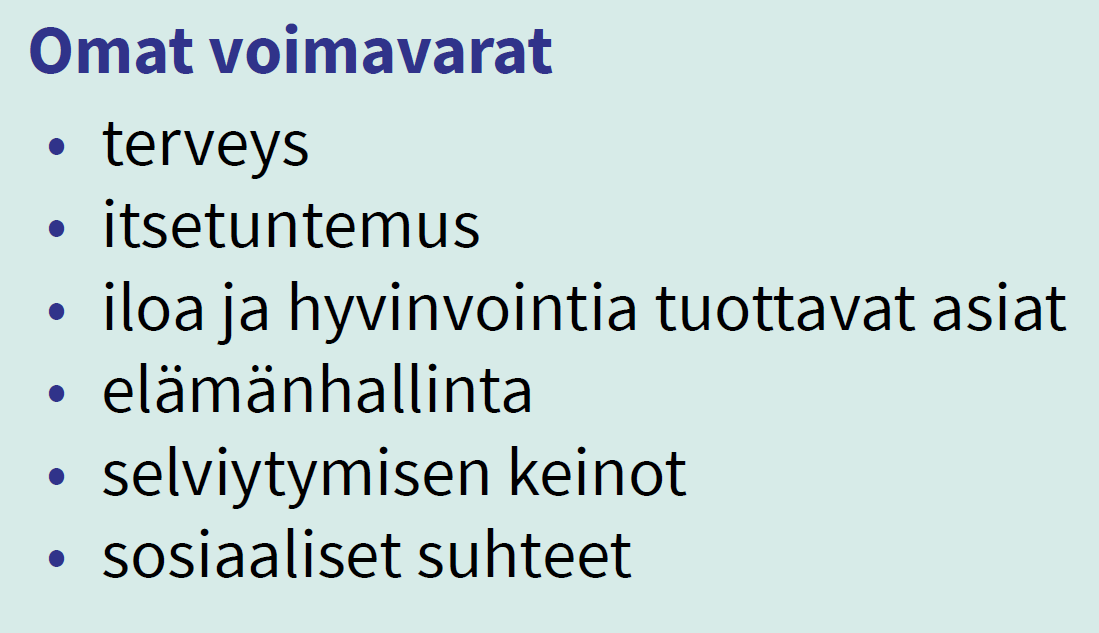 Omat voimavarat
• terveys
• itsetuntemus
• iloa ja hyvinvointia tuottavat asiat
• elämänhallinta
• selviytymisen keinot
• sosiaaliset suhteet